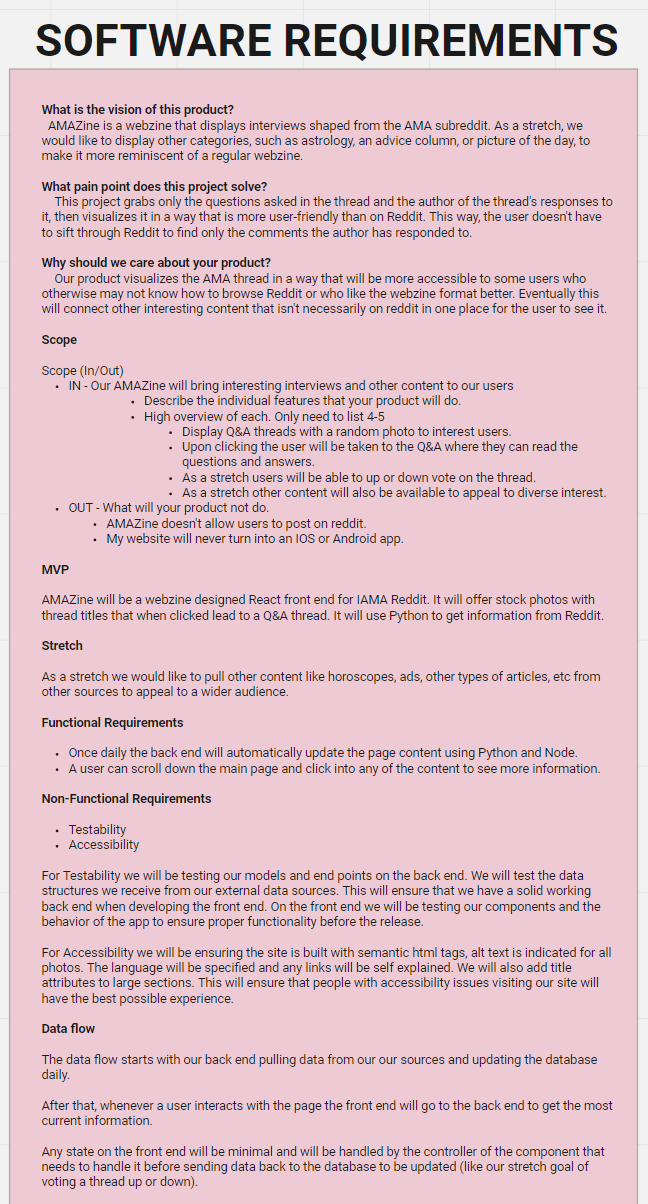 SOFTWARE REQUIREMENTS
What is the vision of this product?
AMAZine is a webzine that displays interviews shaped from the AMA subreddit. As a stretch, we
would like to display other categories, such as astrology, an advice column, or picture of the day, to
make it more reminiscent of a regular webzine.
What pain point does this project solve?
This project grabs only the questions asked in the thread and the author of the thread's responses to
it, then visualizes it in a way that is more user-friendly than on Reddit. This way, the user doesn't have
to sift through Reddit to find only the comments the author has responded to.
Why should we care about your product?
Our product visualizes the AMA thread in a way that will be more accessible to some users who
otherwise may not know how to browse Reddit or who like the webzine format better. Eventually this
will connect other interesting content that isn't necessarily on reddit in one place for the user to see it.
Scope
Scope (In/Out)
• IN - Our AMAZine will bring interesting interviews and other content to our users
• Describe the individual features that your product will do.
• High overview of each. Only need to list 4-5
• Display Q&A threads with a random photo to interest users.
• Upon clicking the user will be taken to the Q&A where they can read the
questions and answers.
• As a stretch users will be able to up or down vote on the thread.
• As a stretch other content will also be available to appeal to diverse interest.
• OUT - What will your product not do.
• AMAZine doesn't allow users to post on reddit.
• My website will never turn into an IOS or Android app.
MVP
AMAZine will be a webzine designed React front end for IAMA Reddit. It will offer stock photos with
thread titles that when clicked lead to a Q&A thread. It will use Python to get information from Reddit.
Stretch
As a stretch we would like to pull other content like horoscopes, ads, other types of articles, etc from
other sources to appeal to a wider audience.
Functional Requirements
• Once daily the back end will automatically update the page content using Python and Node.
• A user can scroll down the main page and click into any of the content to see more information.
Non-Functional Requirements
• Testability
• Accessibility
For Testability we will be testing our models and end points on the back end. We will test the data
structures we receive from our external data sources. This will ensure that we have a solid working
back end when developing the front end. On the front end we will be testing our components and the
behavior of the app to ensure proper functionality before the release.
For Accessibility we will be ensuring the site is built with semantic html tags, alt text is indicated for all
photos. The language will be specified and any links will be self explained. We will also add title
attributes to large sections. This will ensure that people with accessibility issues visiting our site will
have the best possible experience.
Data flow
The data flow starts with our back end pulling data from our our sources and updating the database
daily.
After that, whenever a user interacts with the page the front end will go to the back end to get the most
current information.
Any state on the front end will be minimal and will be handled by the controller of the component that
needs to handle it before sending data back to the database to be updated (like our stretch goal of
voting a thread up or down).